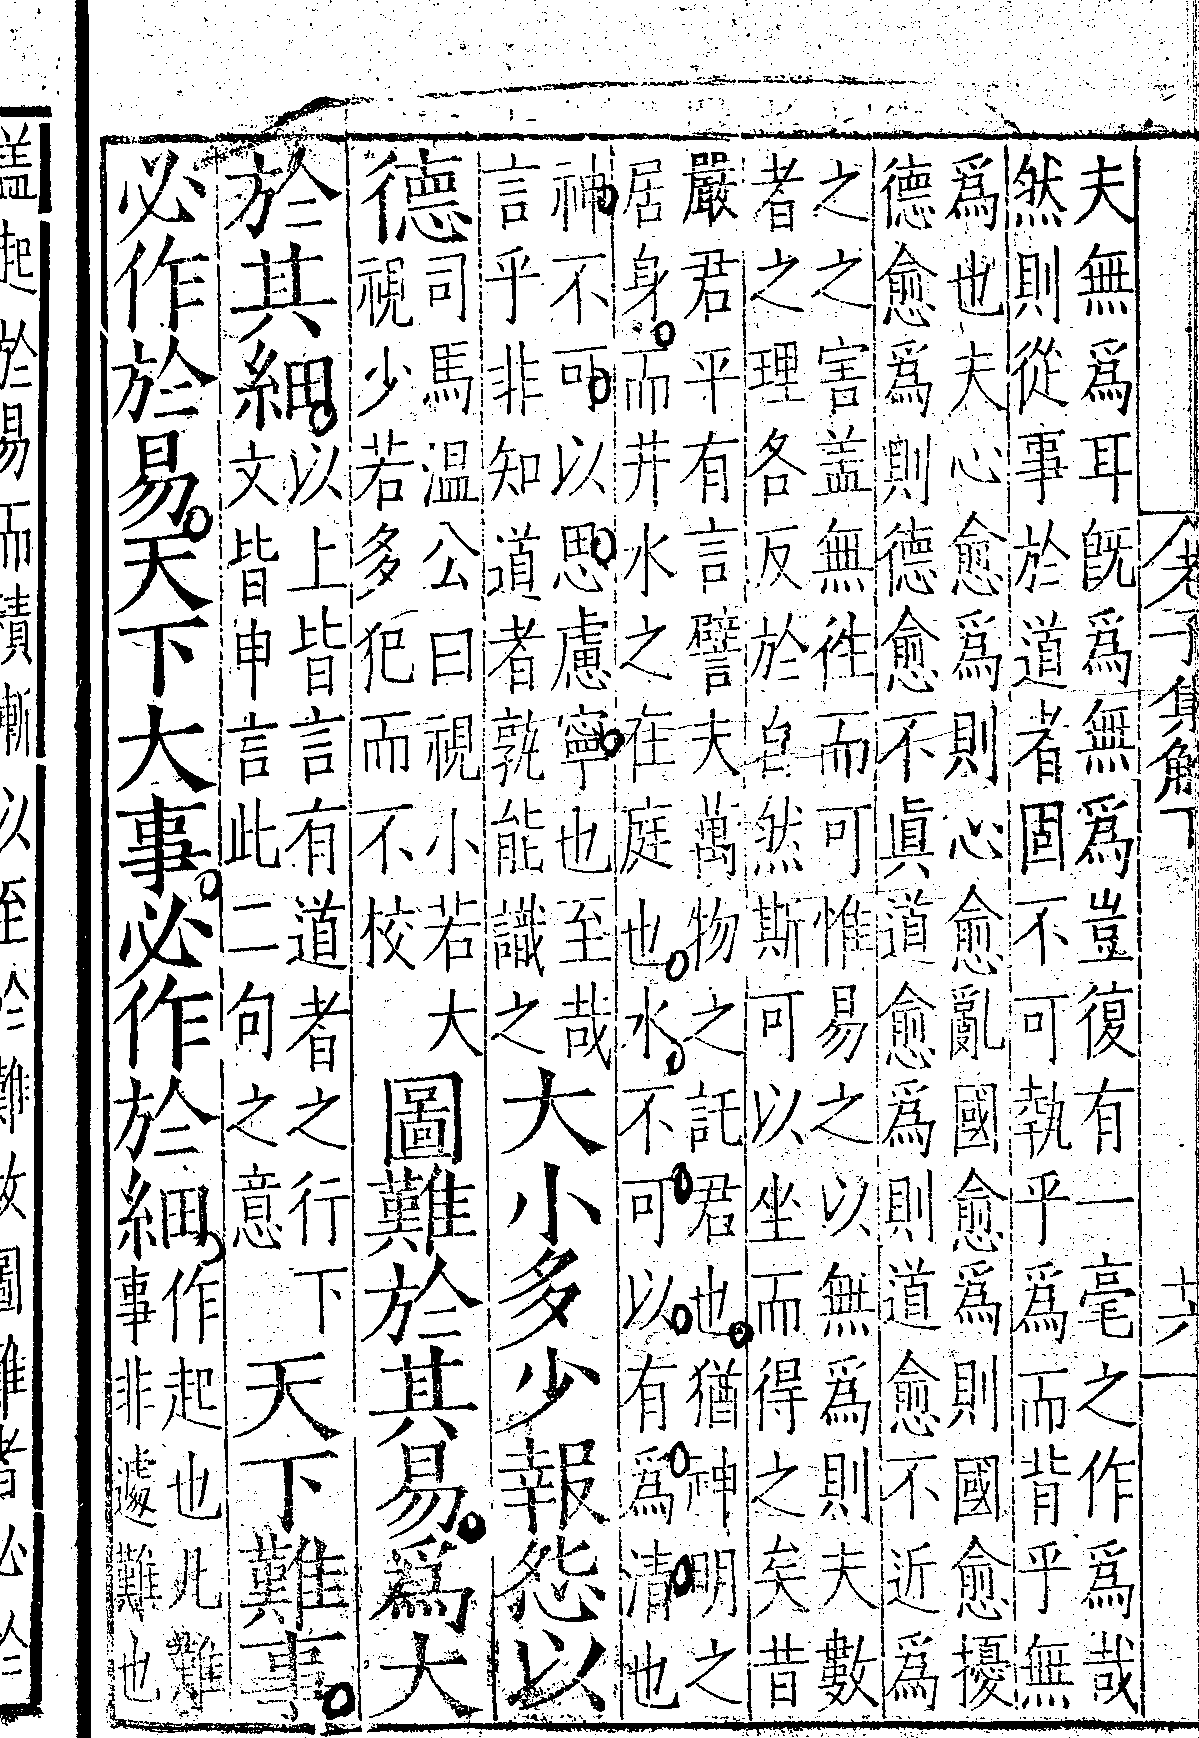 老子集解下
十六
夫無爲耳旣爲無爲豈復有一毫之作爲哉
然則從事於道者固不可執乎爲而背乎無
爲也夫心愈爲則心愈亂國愈爲則國愈擾
德愈爲則德愈不眞道愈爲則道愈不近爲
之之害盖無徃而可惟易之以無爲則夫數
者之理各反於自然斯可以坐而得之矣昔
嚴君平有言譬夫萬物之託君也猶神明之
居身而井水之在庭也水不可以有爲清也
神不可以思慮寧也至哉
言乎非知道者孰能識之
大小多少報怨以
德
司馬温公曰視小若大
視少若多犯而不校
圖難於其易爲大
於其細
以上皆言有道者之行下
文皆申言此二句之意
天下難事
必作於易天下大事必作於細
作起也凡難
事非遽難也
盖起於易而積漸以至於難故圖難者必於